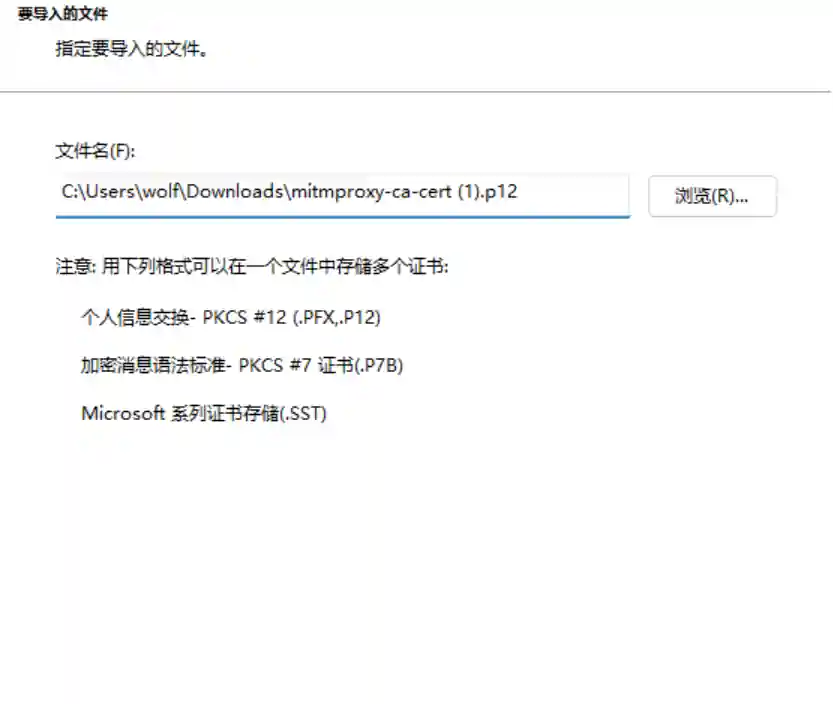 要导入的文件
指定要导入的文件。
文件名(F):
C:\Users\wolf\Downloads\mitmproxy-ca-cert (1).p12
浏览(R)...
注意: 用下列格式可以在一个文件中存储多个证书:
个人信息交换- PKCS #12 (.PFX,.P12)
加密消息语法标准- PKCS #7 证书(.P7B)
Microsoft 系列证书存储(.SST)